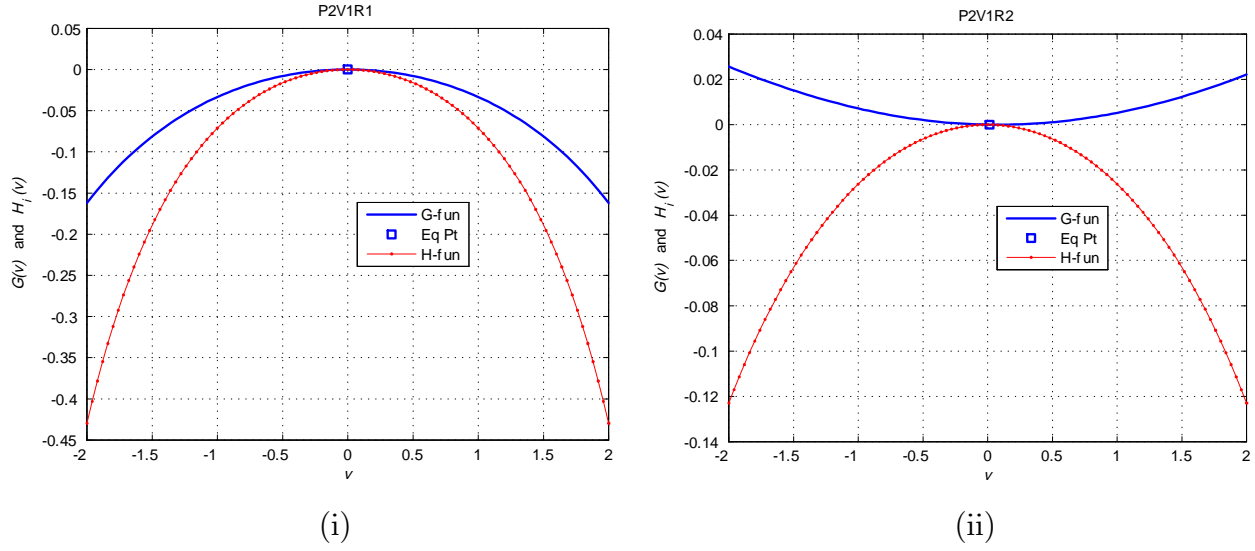 P2V1R1
0.05
0
-0.05
-0.1
-0.15
-0.2
-0.25
-0.3
-0.35
-0.4
-0.45
G(v) and H_i(v)
G-fun
Eq Pt
H-fun
-2 -1.5 -1 -0.5 0 0.5 1 1.5 2
v
(i)
P2V1R2
0.04
0.02
0
-0.02
-0.04
-0.06
-0.08
-0.1
-0.12
-0.14
G(v) and H_i(v)
G-fun
Eq Pt
H-fun
-2 -1.5 -1 -0.5 0 0.5 1 1.5 2
v
(ii)